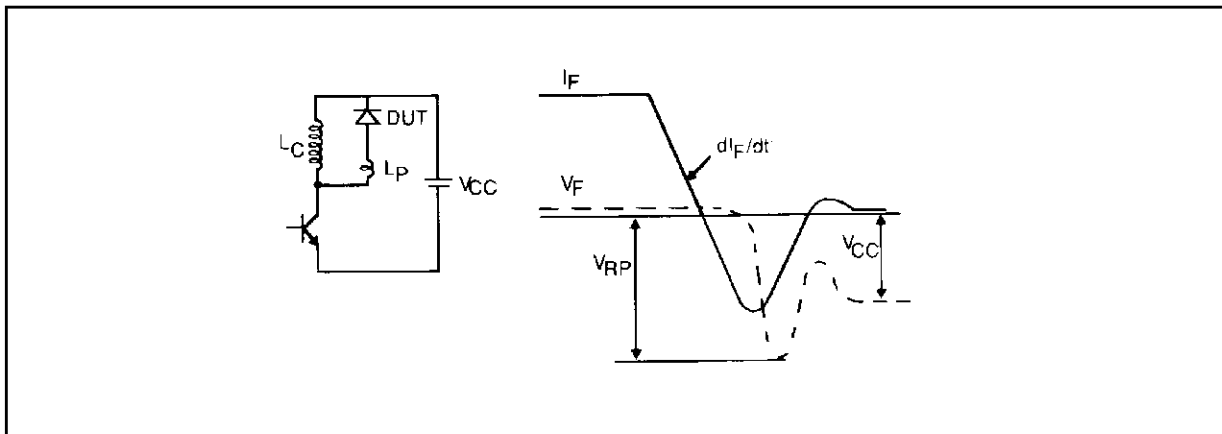 DUT
LC
LP
VCC
IF
dIF/dt
VF
VRP
VCC